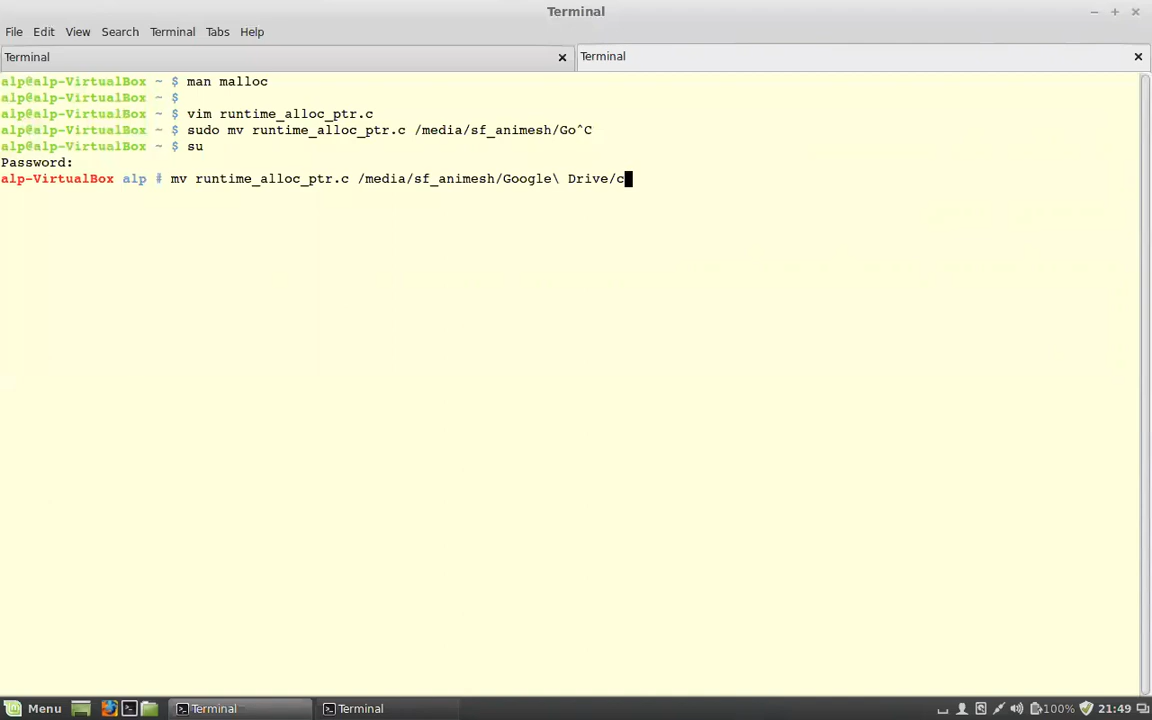 Terminal
File Edit View Search Terminal Tabs Help
Terminal
Terminal
alp@alp-VirtualBox ~ $ man malloc
alp@alp-VirtualBox ~ $
alp@alp-VirtualBox ~ $ vim runtime_alloc_ptr.c
alp@alp-VirtualBox ~ $ sudo mv runtime_alloc_ptr.c /media/sf_animesh/Go^C
alp@alp-VirtualBox ~ $ su
Password:
alp-VirtualBox alp # mv runtime_alloc_ptr.c /media/sf_animesh/Google\ Drive/c
Menu Terminal Terminal 100% 21:49